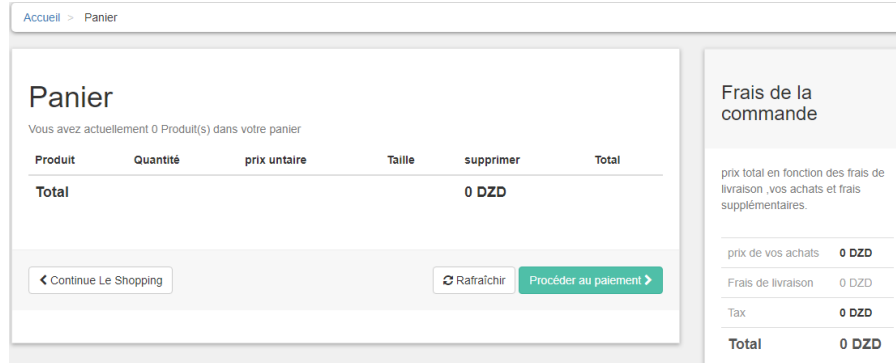 Accueil > Panier
Panier
Vous avez actuellement 0 Produit(s) dans votre panier
Produit Quantité prix untaire Taille supprimer Total
Total 0 DZD
Continue Le Shopping Rafraîchir Procéder au paiement
Frais de la
commande
prix total en fonction des frais de
livraison ,vos achats et frais
supplémentaires.
prix de vos achats 0 DZD
Frais de livraison 0 DZD
Tax 0 DZD
Total 0 DZD